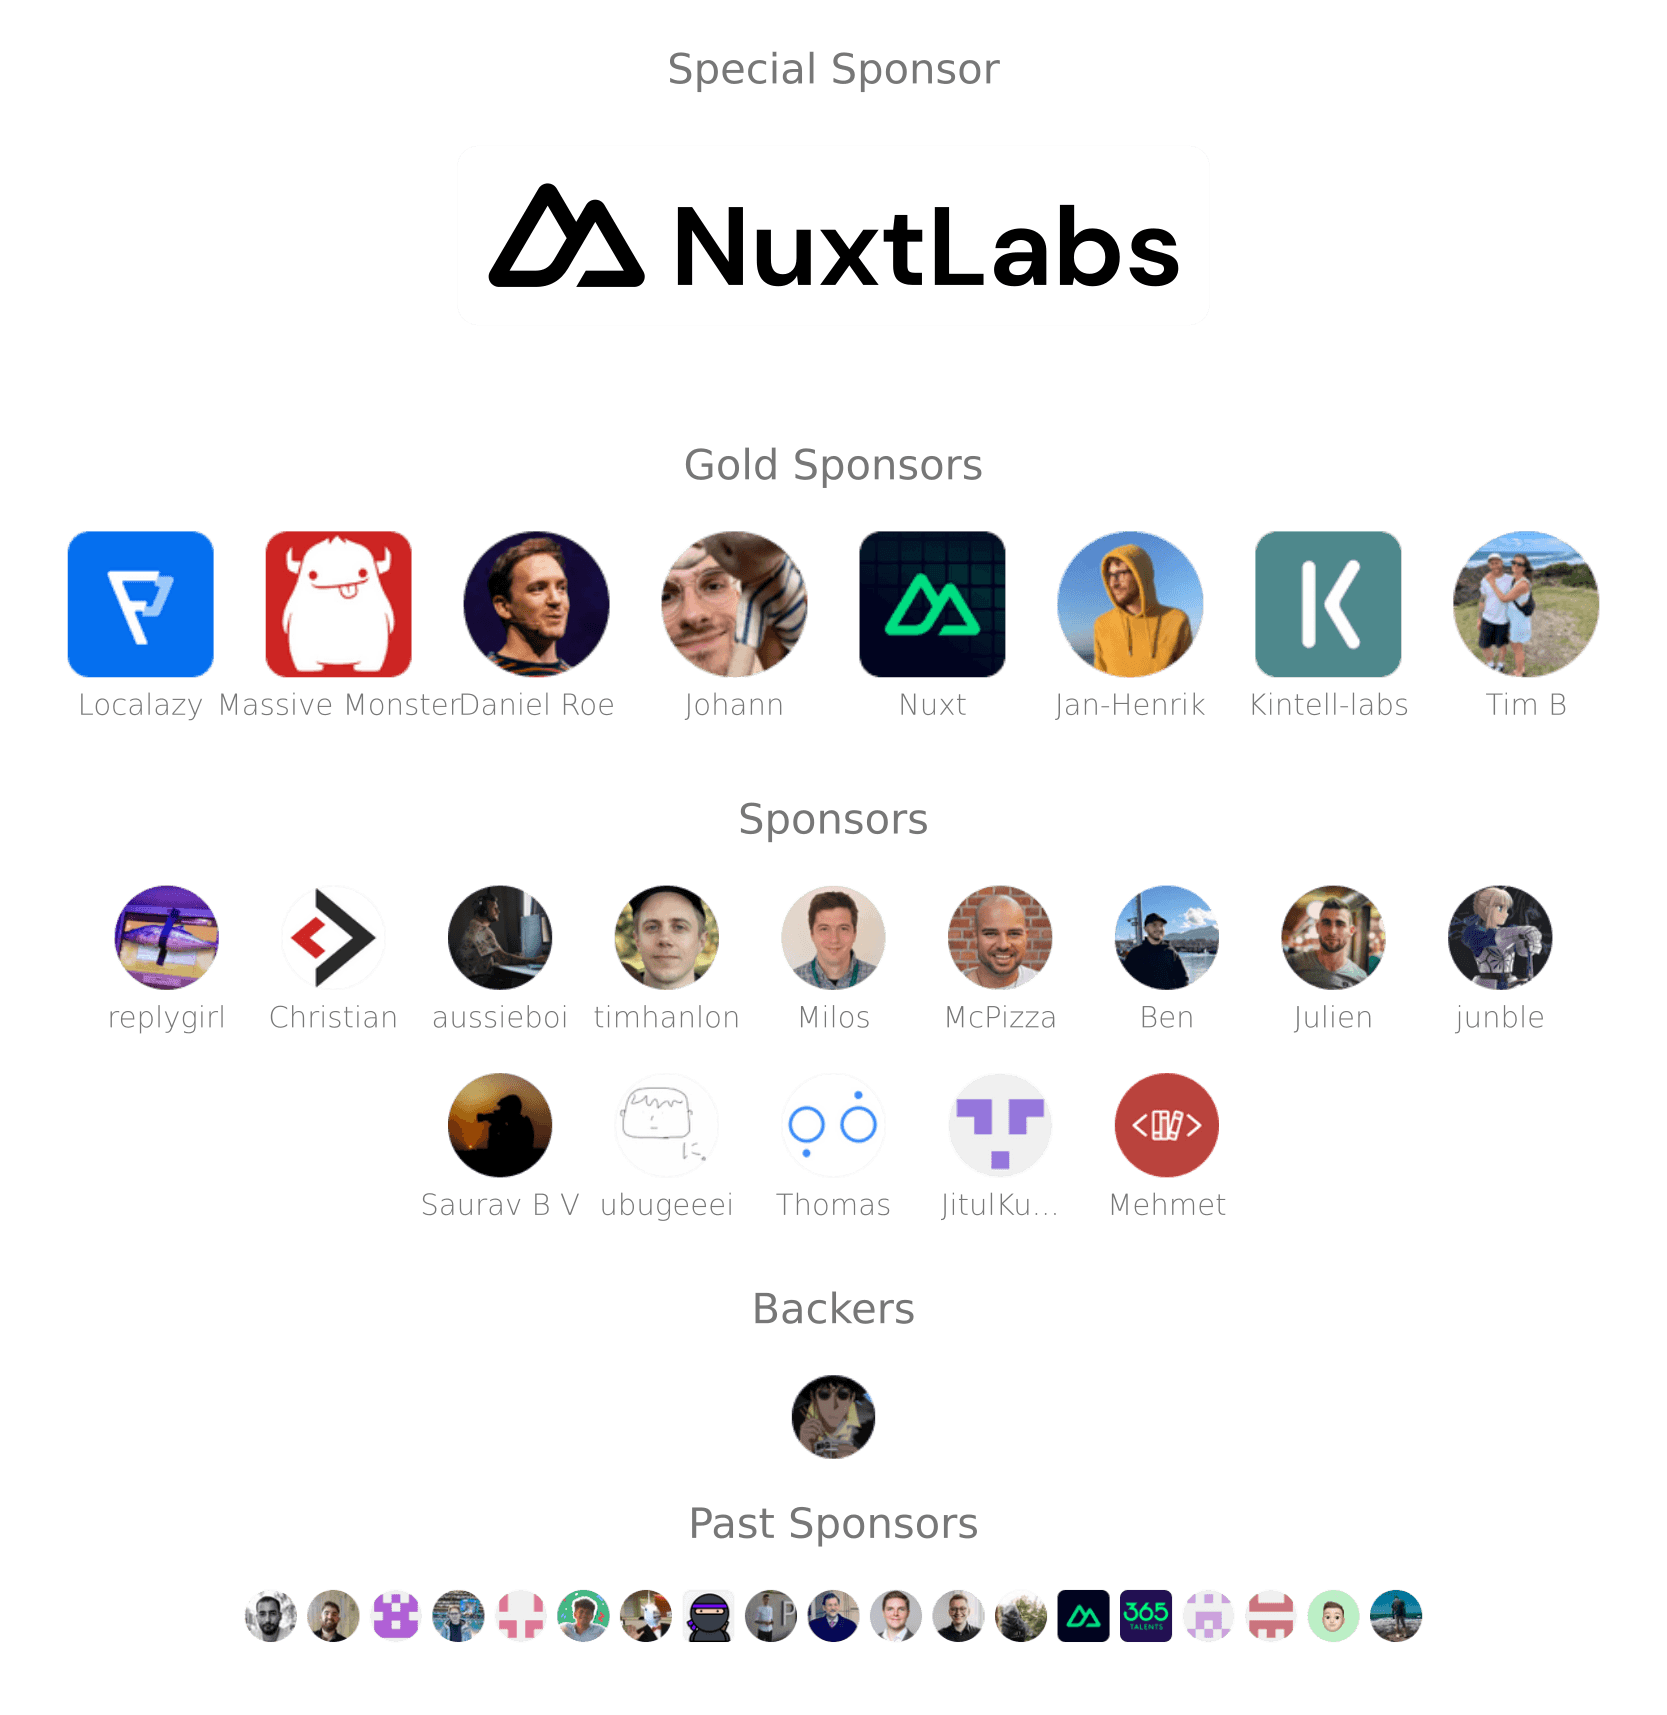 Special Sponsor
NuxtLabs
Gold Sponsors
Localazy Massive Monster Daniel Roe Johann Nuxt Jan-Henrik Kintell-labs Tim B
Sponsors
replygirl Christian aussieboi timhanlon Milos McPizza Ben Julien junble
Saurav B V ubugeeei Thomas JitulKu... Mehmet
Backers
Past Sponsors
365
TALENTS